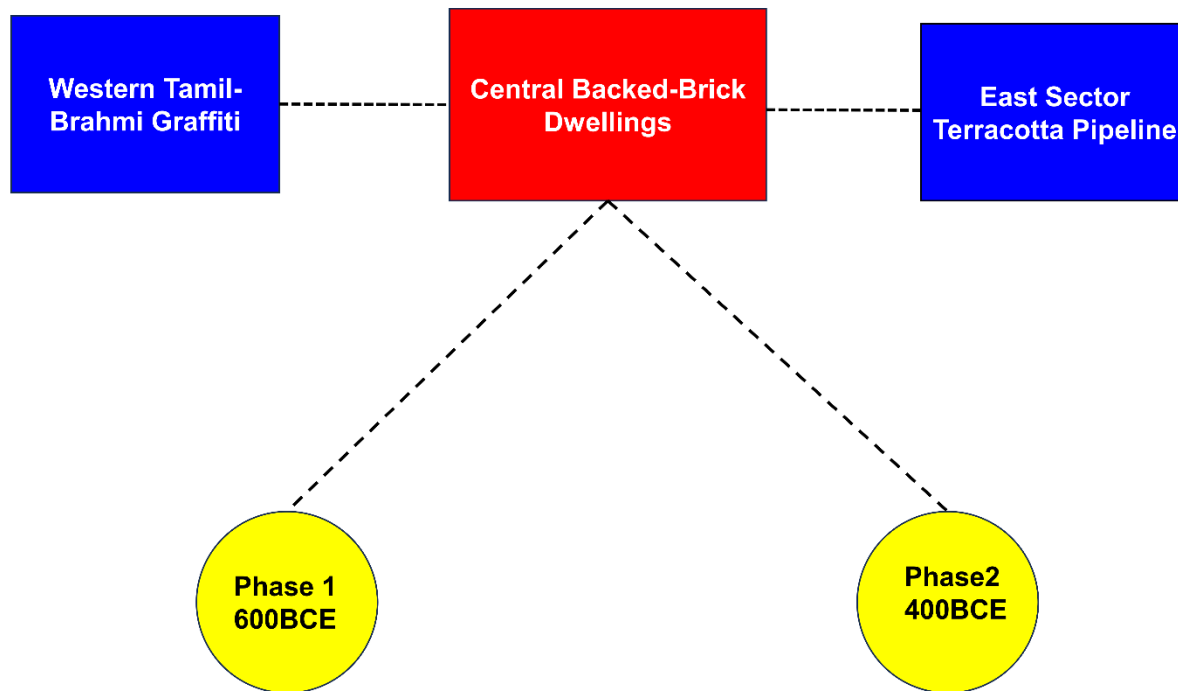 Western Tamil-
Brahmi Graffiti
Central Backed-Brick
Dwellings
East Sector
Terracotta Pipeline
Phase 1
600BCE
Phase2
400BCE